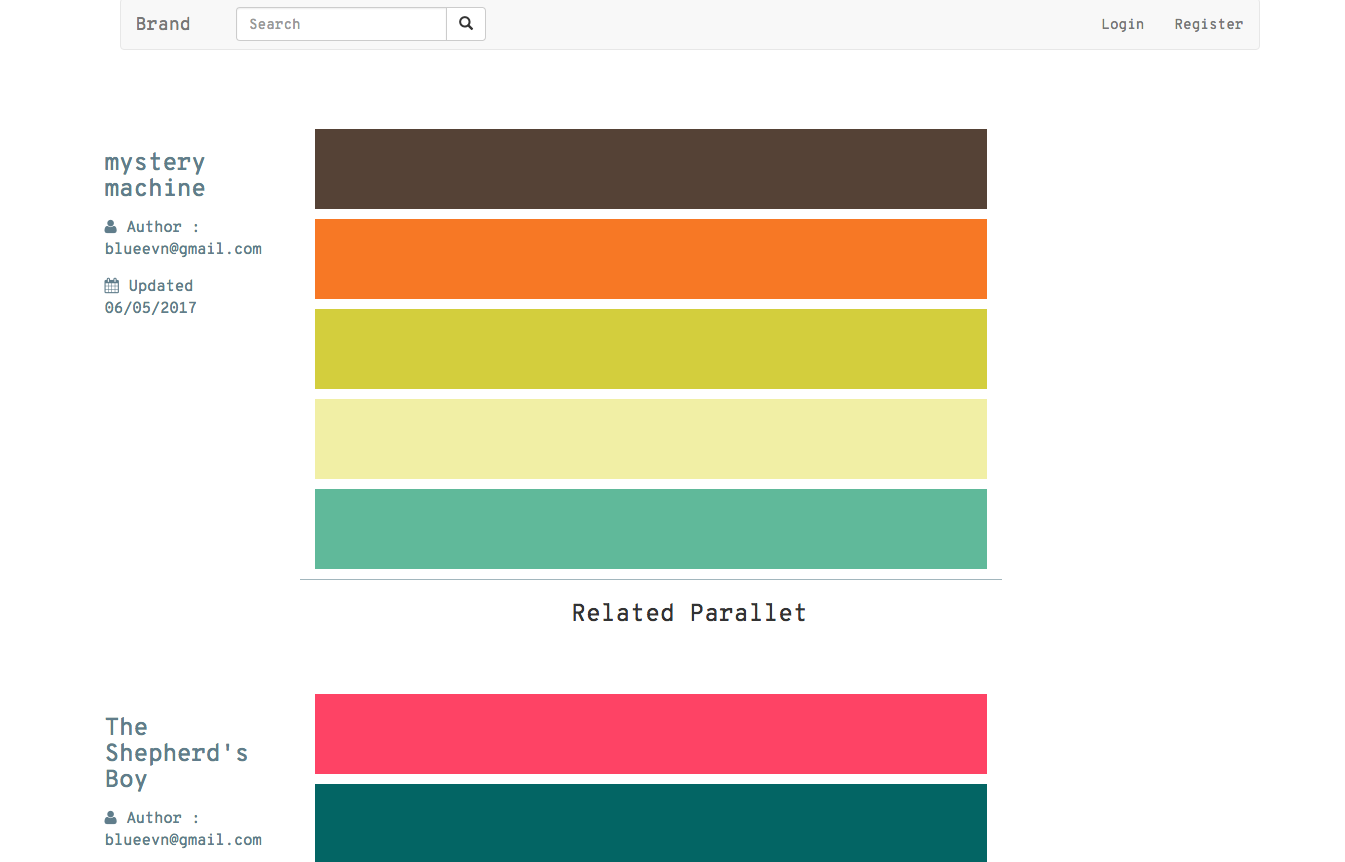 Brand Search Login Register
mystery
machine
Author :
blueevn@gmail.com
Updated
06/05/2017
Related Parallet
The
Shepherd's
Boy
Author :
blueevn@gmail.com